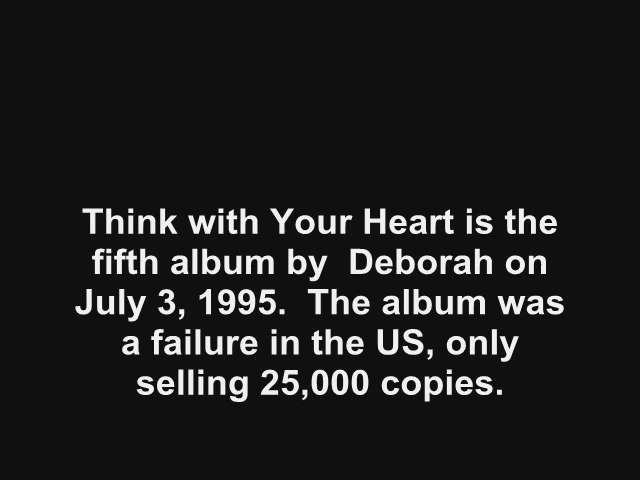 Think with Your Heart is the
fifth album by  Deborah on
July 3, 1995.  The album was
a failure in the US, only
selling 25,000 copies.